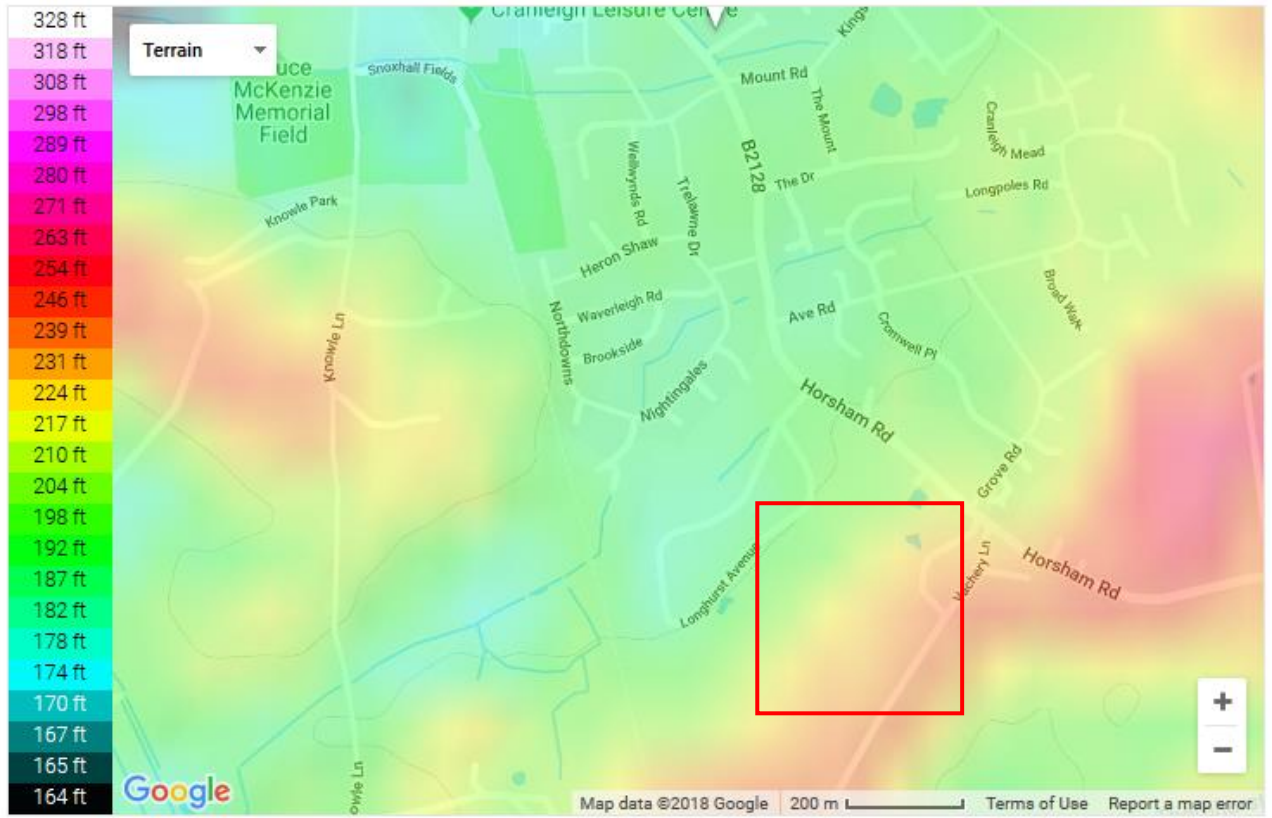 328 ft
318 ft
308 ft
298 ft
289 ft
280 ft
271 ft
263 ft
254 ft
246 ft
239 ft
231 ft
224 ft
217 ft
210 ft
204 ft
198 ft
192 ft
187 ft
182 ft
178 ft
174 ft
170 ft
167 ft
165 ft
164 ft
Terrain
Cranleigh Leisure Centre
Kings
uce
McKenzie
Memorial
Field
Snoxhall Fields
Mount Rd
The Mount
Cranleigh Mead
B2128
The Dr
Longpoles Rd
Wellwynds Rd
Trelawne Dr
Knowle Park
Heron Shaw
Waverleigh Rd
Northdowns
Brookside
Nightingales
Ave Rd
Cromwell Pl
Broad Walk
Knowle Ln
Horsham Rd
Grove Rd
Longhurst Avenue
Vachery Ln
Horsham Rd
owle Ln
+
−
Google
Map data ©2018 Google
200 m
Terms of Use
Report a map error